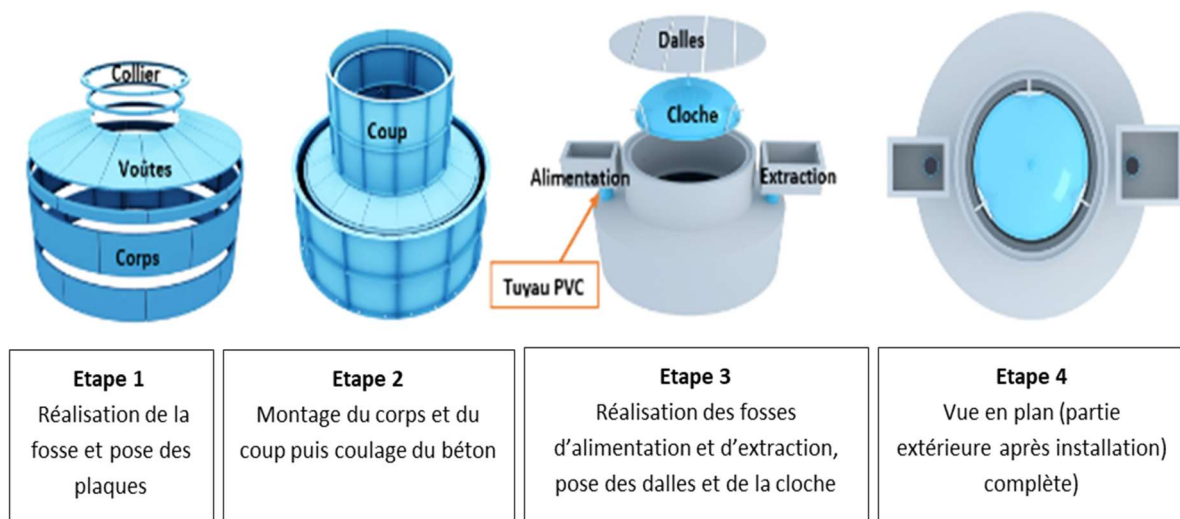 Collier
Voûtes
Corps
Coup
Dalles
Cloche
Alimentation
Extraction
Tuyau PVC
Etape 1
Réalisation de la
fosse et pose des
plaques
Etape 2
Montage du corps et du
coup puis coulage du béton
Etape 3
Réalisation des fosses
d’alimentation et d’extraction,
pose des dalles et de la cloche
Etape 4
Vue en plan (partie
extérieure après installation)
complète)